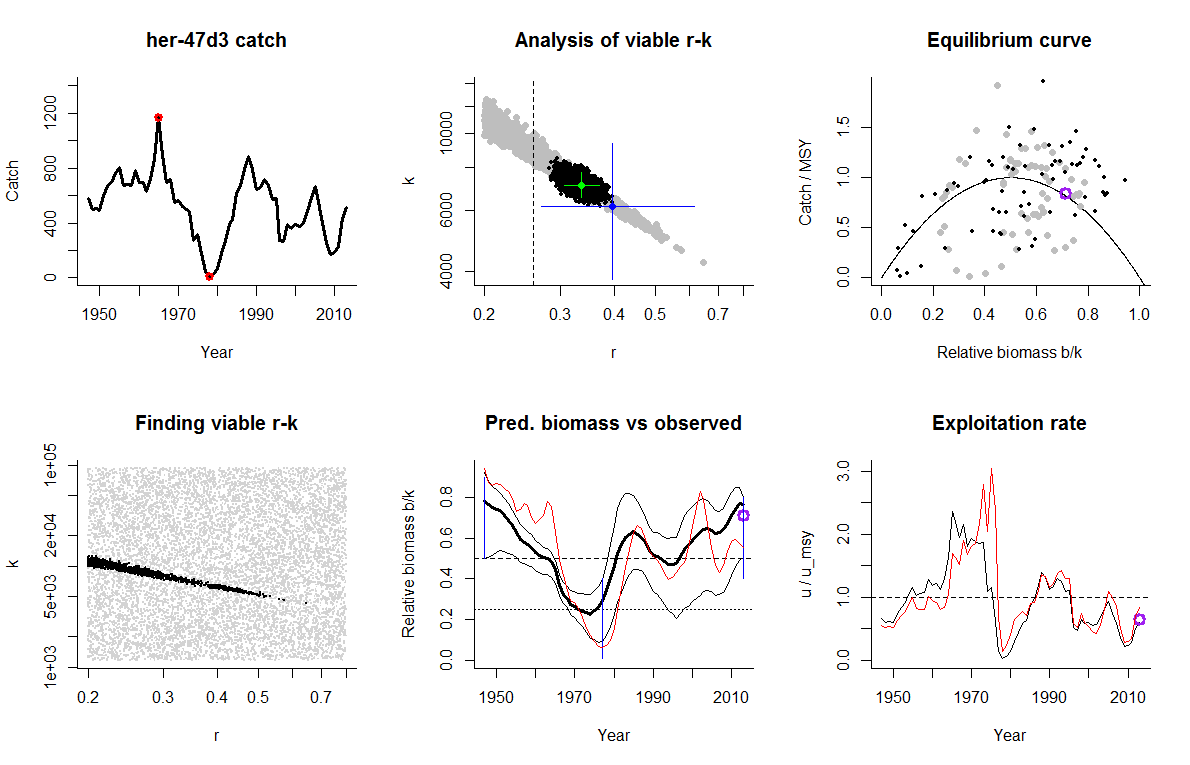 her-47d3 catch
Catch
1200
800
400
0
1950
1970
1990
2010
Year
Analysis of viable r-k
k
10000
6000
4000
0.2
0.3
0.4
0.5
0.7
r
Equilibrium curve
Catch / MSY
1.5
1.0
0.5
0.0
0.0
0.2
0.4
0.6
0.8
1.0
Relative biomass b/k
Finding viable r-k
k
1e+05
2e+04
5e+03
1e+03
0.2
0.3
0.4
0.5
0.7
r
Pred. biomass vs observed
Relative biomass b/k
0.8
0.6
0.4
0.2
0.0
1950
1970
1990
2010
Year
Exploitation rate
u / u_msy
3.0
2.0
1.0
0.0
1950
1970
1990
2010
Year